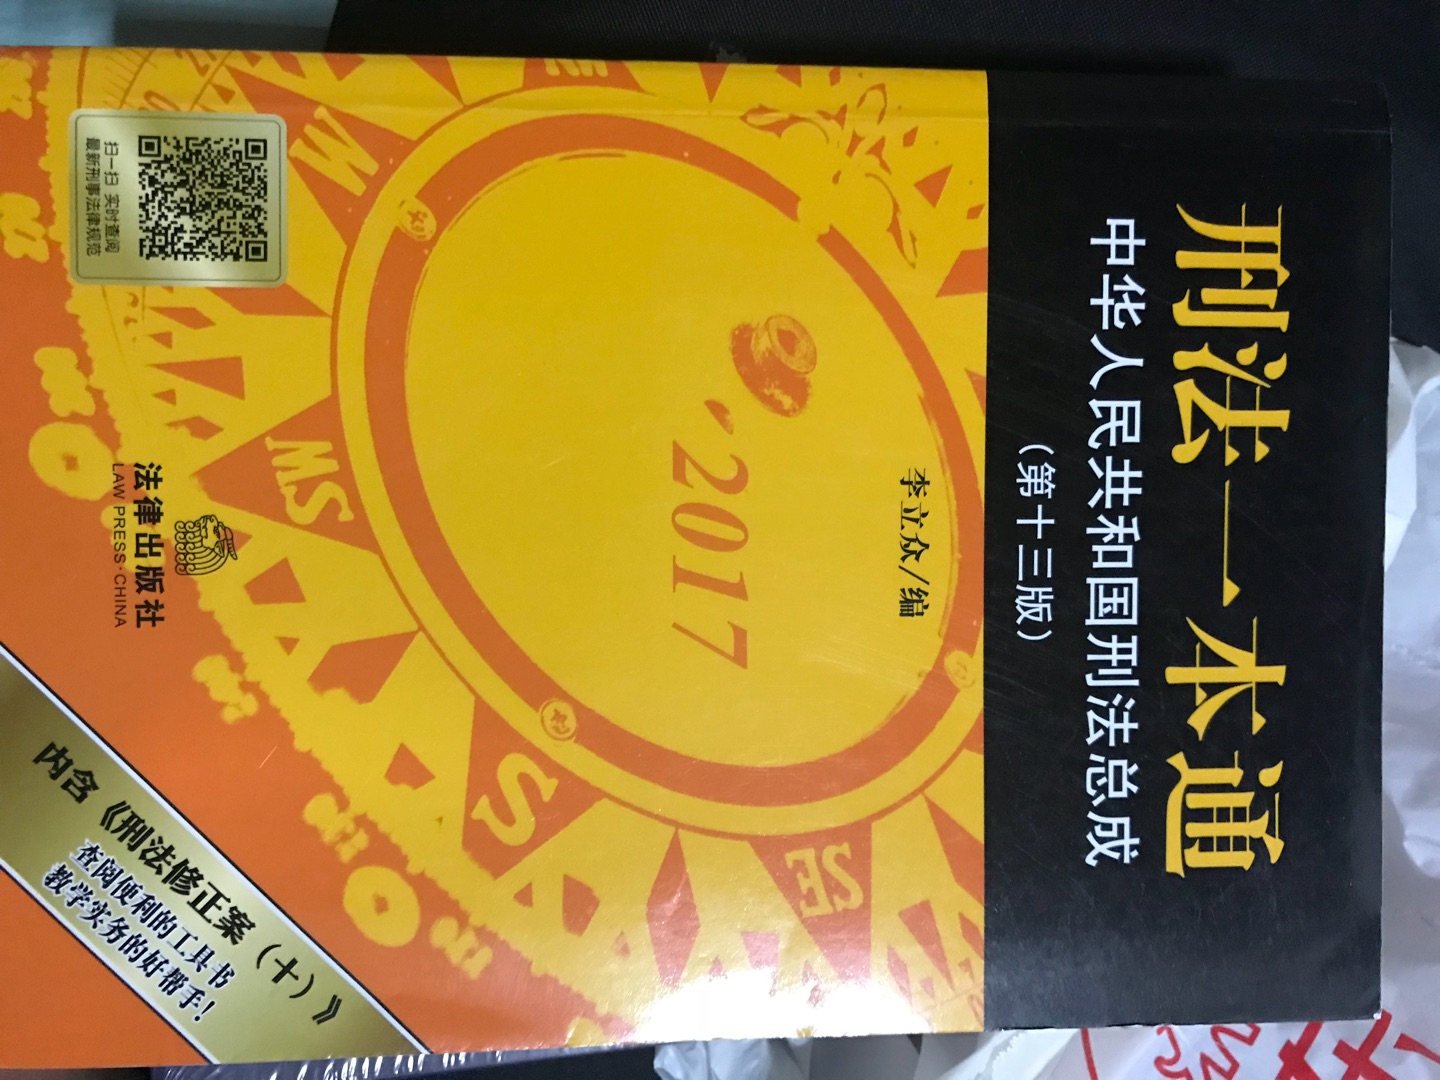 刑法一本通
中华人民共和国刑法总成
（第十三版）
李立众/编
2017
W
MS
S
SE
扫一扫 实时查阅
最新刑事法律规范
法律出版社
LAW PRESS·CHINA
内含《刑法修正案（十）》
查阅便利的工具书
教学实务的好帮手！